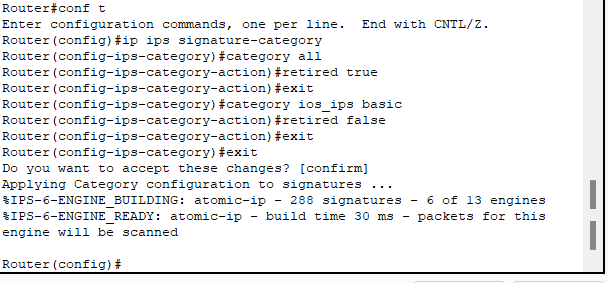 Router#conf t
Enter configuration commands, one per line.  End with CNTL/Z.
Router(config)#ip ips signature-category
Router(config-ips-category)#category all
Router(config-ips-category-action)#retired true
Router(config-ips-category-action)#exit
Router(config-ips-category)#category ios_ips basic
Router(config-ips-category-action)#retired false
Router(config-ips-category-action)#exit
Router(config-ips-category)#exit
Do you want to accept these changes? [confirm]
Applying Category configuration to signatures ...
%IPS-6-ENGINE_BUILDING: atomic-ip - 288 signatures - 6 of 13 engines
%IPS-6-ENGINE_READY: atomic-ip - build time 30 ms - packets for this
engine will be scanned
Router(config)#